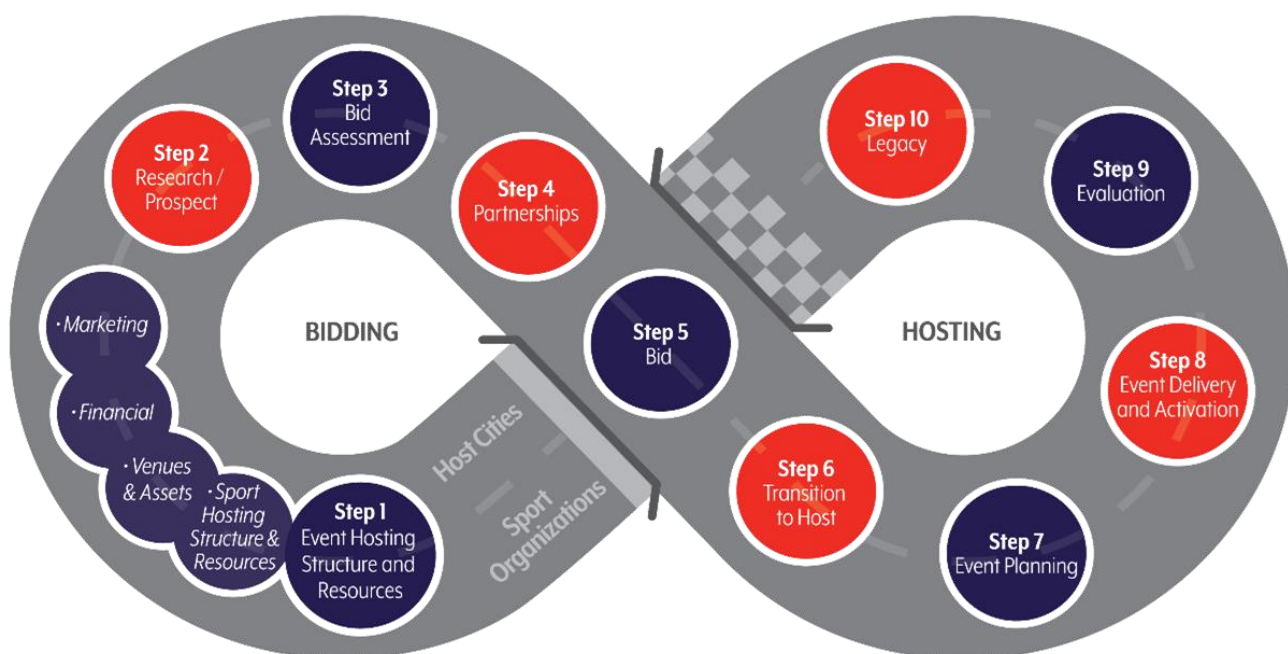 BIDDING
Step 1
Event Hosting
Structure and
Resources
· Sport
Hosting
Structure &
Resources
· Venues
& Assets
· Financial
· Marketing
Step 2
Research /
Prospect
Step 3
Bid
Assessment
Step 4
Partnerships
Step 5
Bid
Host Cities
Sport
Organizations
HOSTING
Step 6
Transition
to Host
Step 7
Event Planning
Step 8
Event Delivery
and Activation
Step 9
Evaluation
Step 10
Legacy